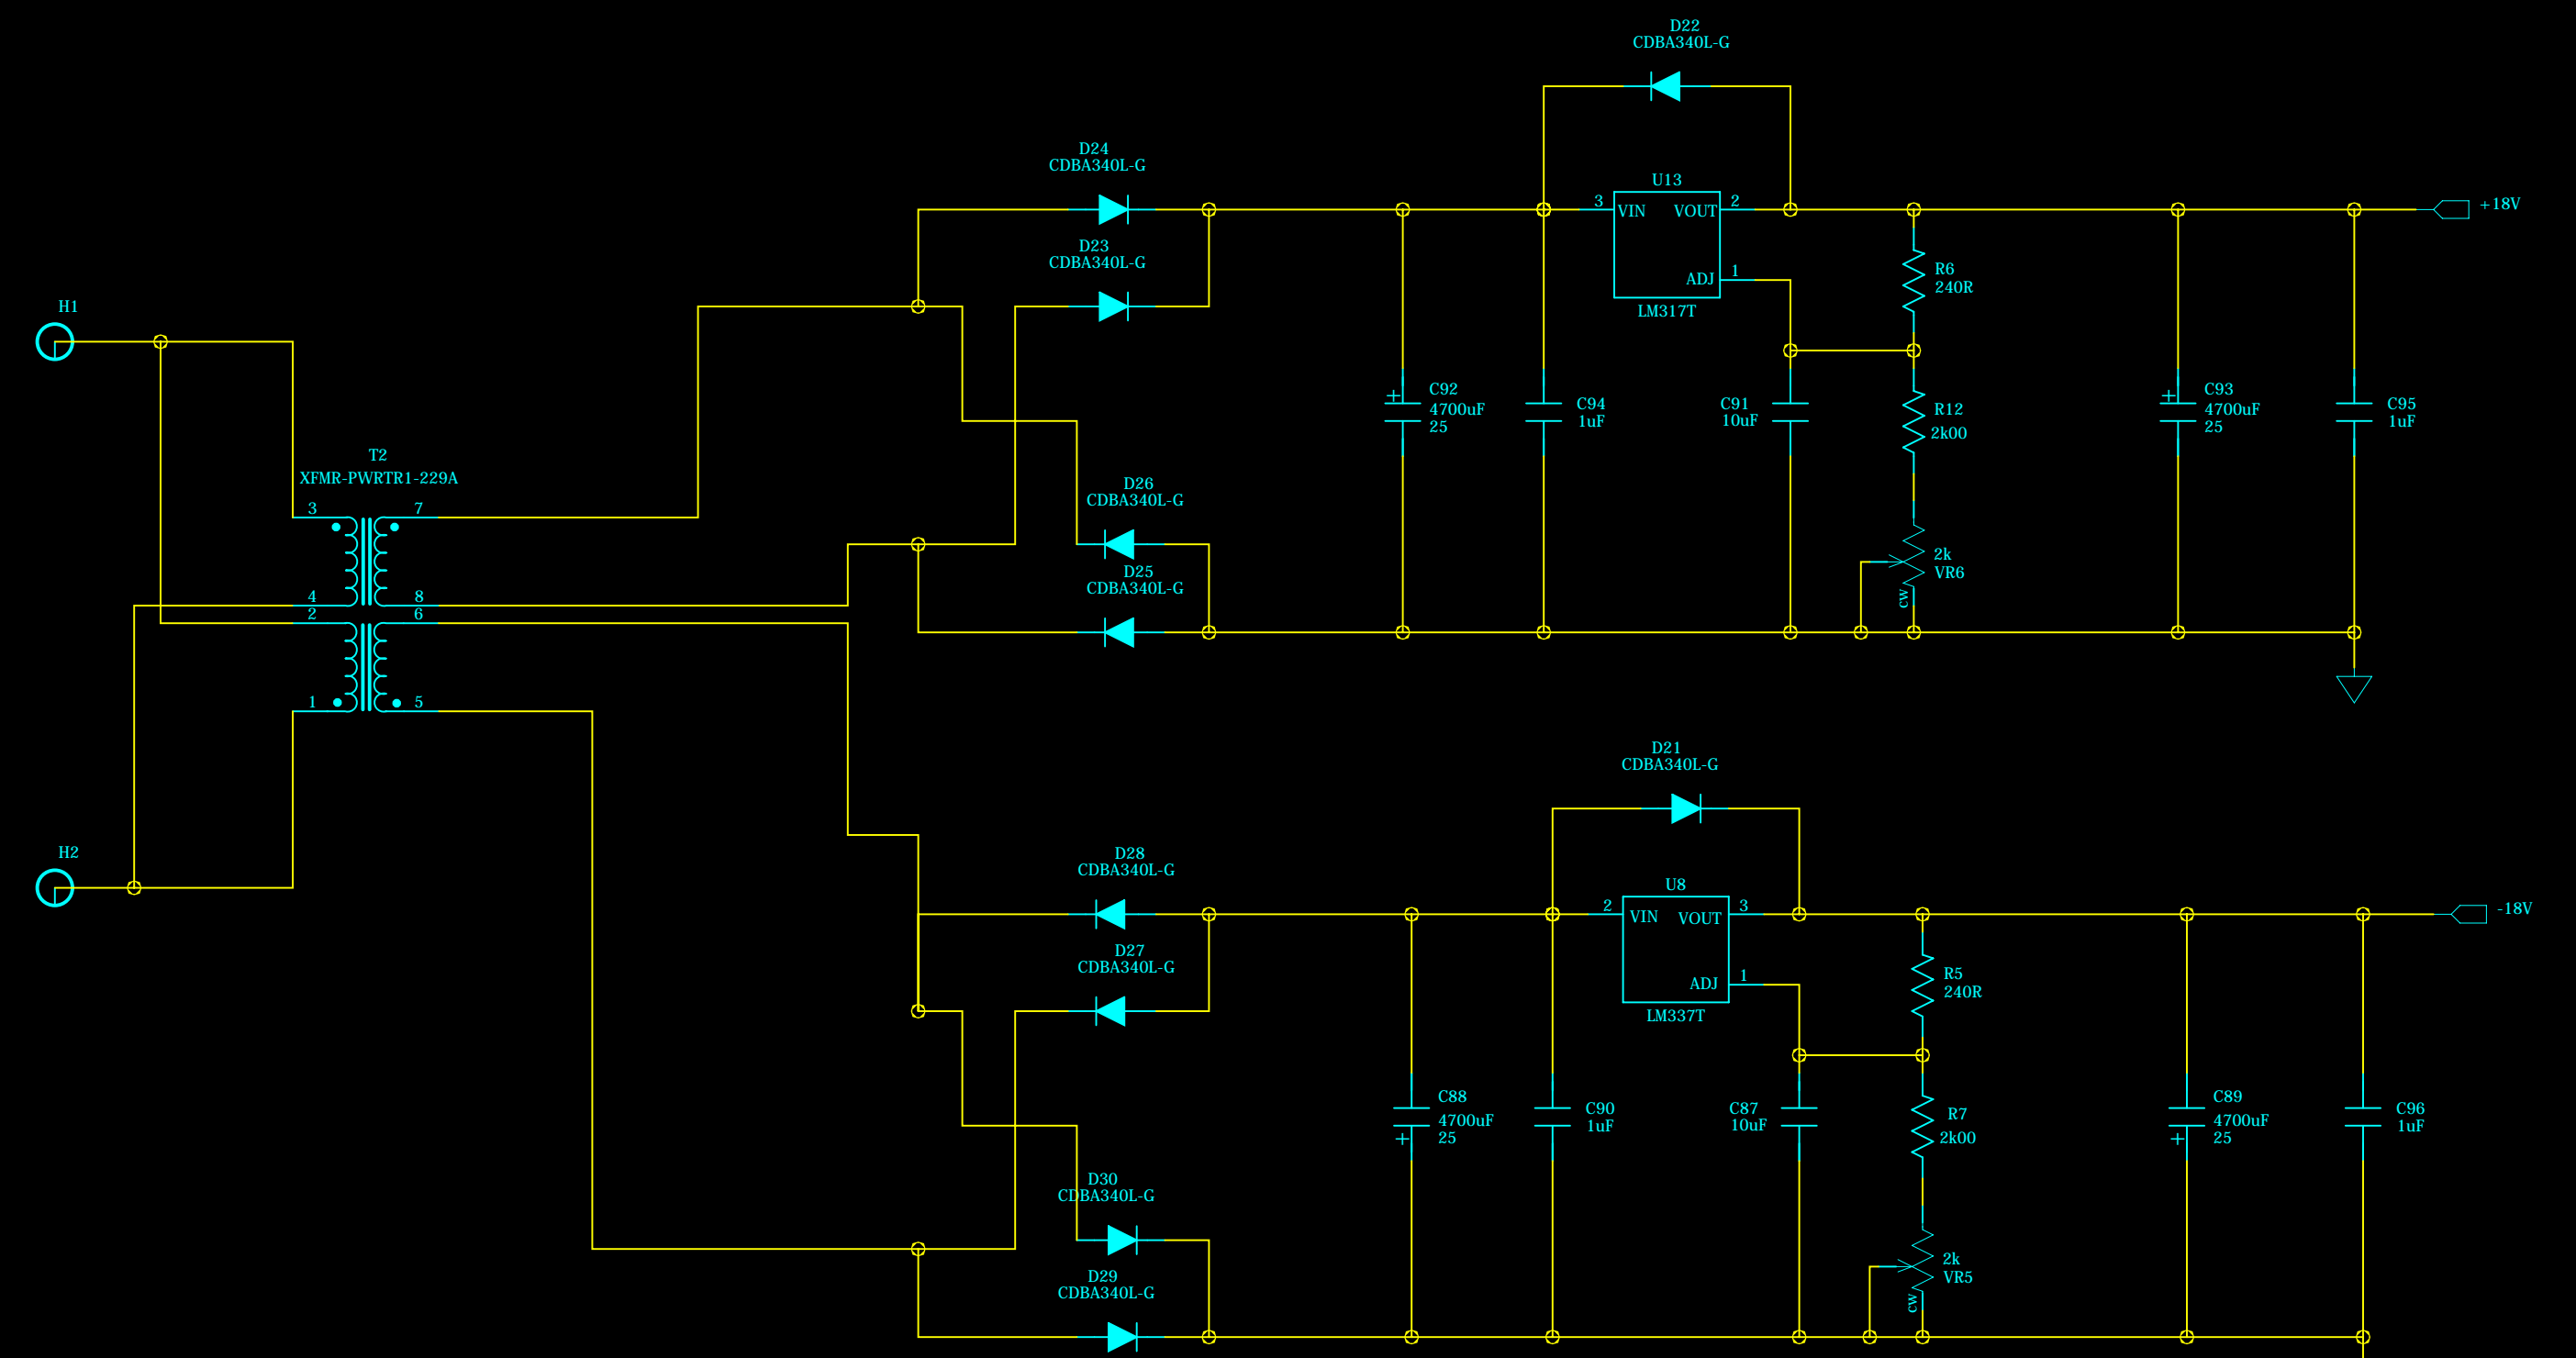 D22
CDBA340L-G
D24
CDBA340L-G
U13
3
VIN
VOUT
2
+18V
D23
CDBA340L-G
ADJ
1
LM317T
R6
240R
H1
C92
4700uF
25
C94
1uF
C91
10uF
R12
2k00
C93
4700uF
25
C95
1uF
T2
XFMR-PWRTR1-229A
3
7
4
8
2
6
1
5
D26
CDBA340L-G
D25
CDBA340L-G
2k
VR6
CW
D21
CDBA340L-G
H2
D28
CDBA340L-G
U8
2
VIN
VOUT
3
-18V
D27
CDBA340L-G
ADJ
1
LM337T
R5
240R
C88
4700uF
25
C90
1uF
C87
10uF
R7
2k00
C89
4700uF
25
C96
1uF
D30
CDBA340L-G
D29
CDBA340L-G
2k
VR5
CW